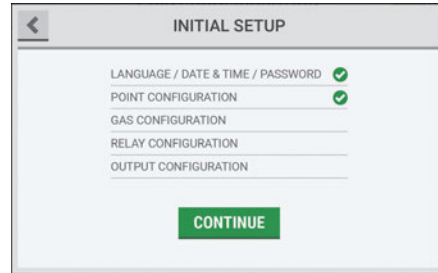 INITIAL SETUP
LANGUAGE / DATE & TIME / PASSWORD
POINT CONFIGURATION
GAS CONFIGURATION
RELAY CONFIGURATION
OUTPUT CONFIGURATION
CONTINUE